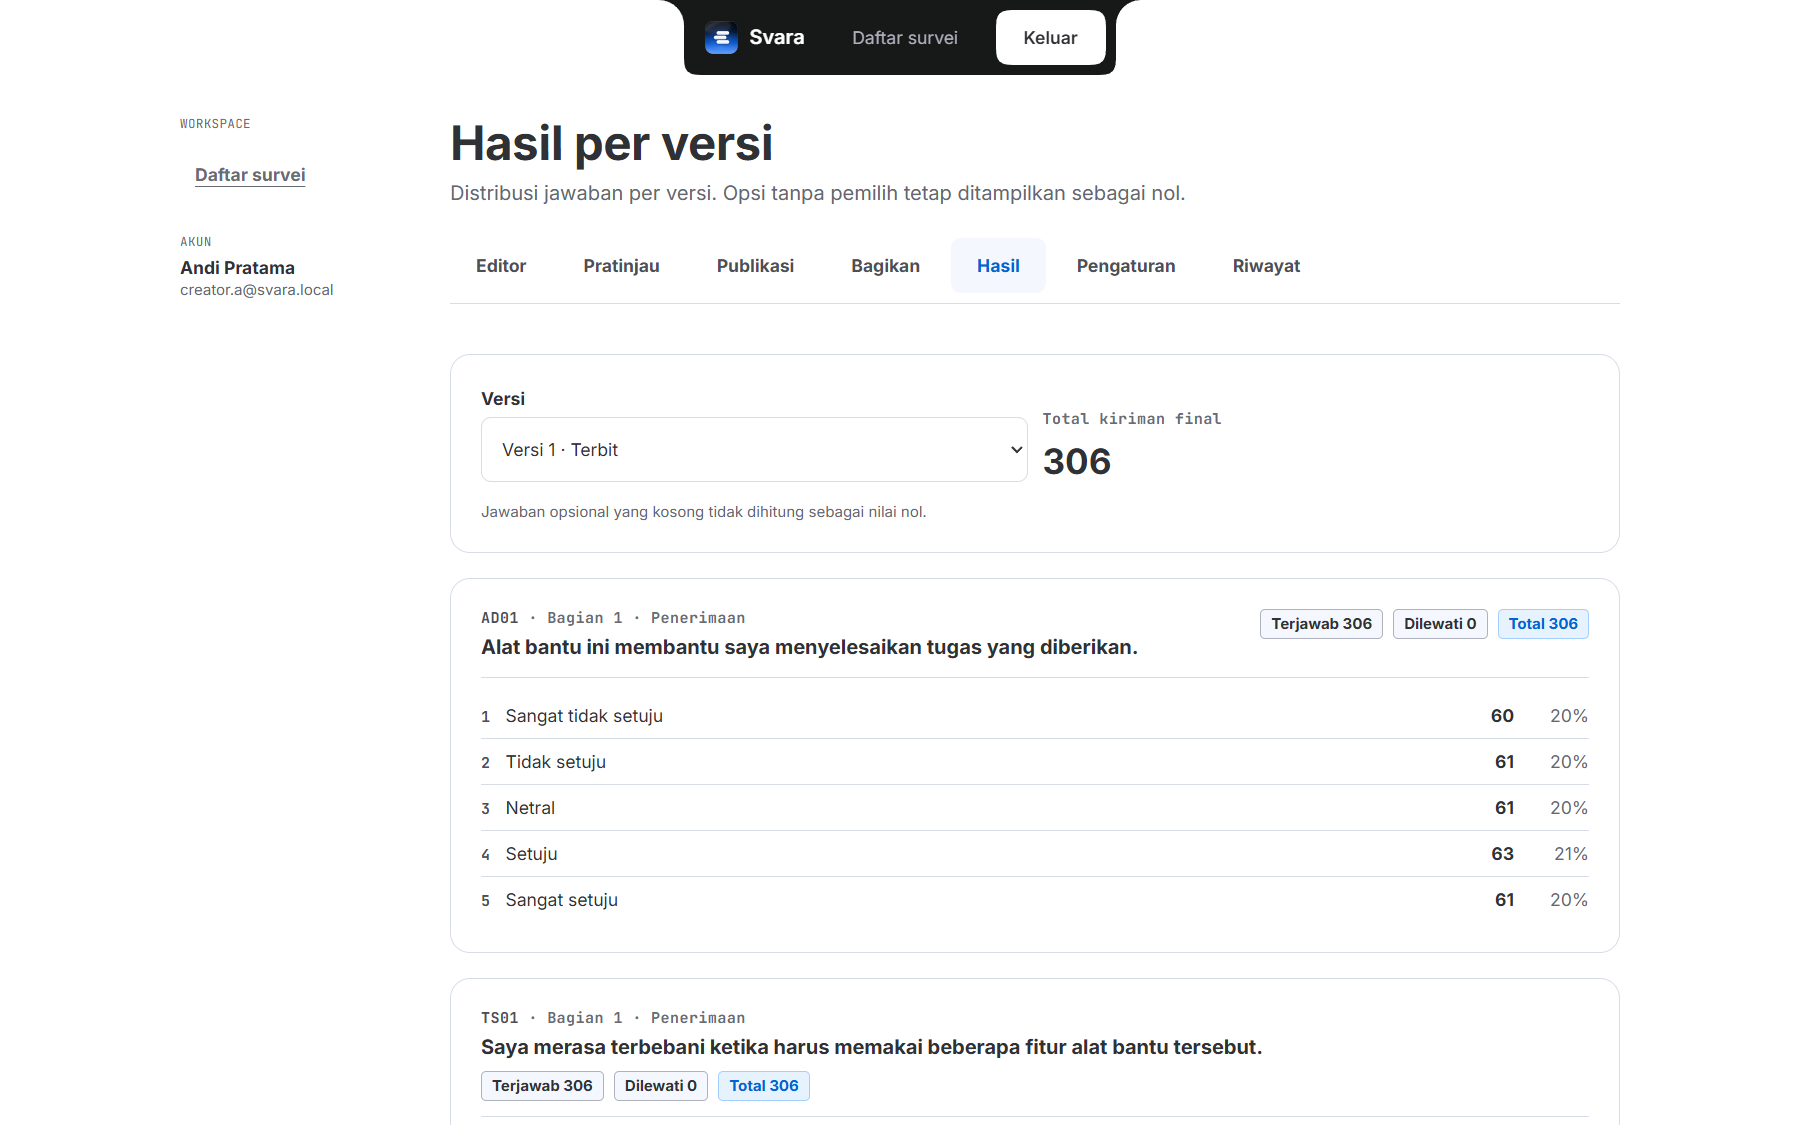 Svara
Daftar survei
Keluar
WORKSPACE
Daftar survei
AKUN
Andi Pratama
creator.a@svara.local
Hasil per versi
Distribusi jawaban per versi. Opsi tanpa pemilih tetap ditampilkan sebagai nol.
Editor Pratinjau Publikasi Bagikan Hasil Pengaturan Riwayat
Versi
Versi 1 · Terbit
Total kiriman final
306
Jawaban opsional yang kosong tidak dihitung sebagai nilai nol.
AD01 · Bagian 1 · Penerimaan
Alat bantu ini membantu saya menyelesaikan tugas yang diberikan.
Terjawab 306 Dilewati 0 Total 306
1 Sangat tidak setuju 60 20%
2 Tidak setuju 61 20%
3 Netral 61 20%
4 Setuju 63 21%
5 Sangat setuju 61 20%
TS01 · Bagian 1 · Penerimaan
Saya merasa terbebani ketika harus memakai beberapa fitur alat bantu tersebut.
Terjawab 306 Dilewati 0 Total 306